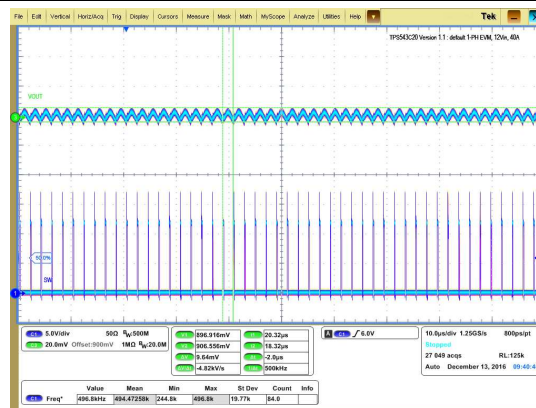 File Edit Vertical Horiz/Acq Trig Display Cursors Measure Mask Math MyScope Analyze Utilities Help Tek
TPS543C20 Version 1.1 : default 1-PH EVM, 12Vin, 40A
VOUT
50.0%
SW
C1 5.0V/div 50Ω BW:500M
20.0mV Offset:900mV 1MΩ BW:20.0M
896.916mV
906.556mV
9.64mV
-4.82kV/s
20.32µs
18.32µs
-2.0µs
500kHz
A C1 6.0V
10.0µs/div 1.25GS/s 800ps/pt
Stopped
27 049 acqs RL:125k
Auto December 13, 2016 09:40:4
Value Mean Min Max St Dev Count Info
C1 Freq* 496.8kHz 494.47258k 244.8k 496.8k 19.77k 84.0